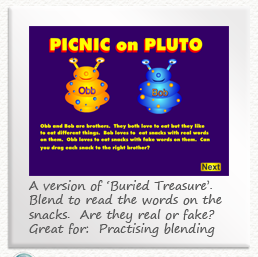 PICNIC on PLUTO
Obb Bob
Obb and Bob are brothers. They both love to eat but they like
to eat different things. Bob loves to eat snacks with real words
on them. Obb loves to eat snacks with fake words on them. Can
you drag each snack to the right brother?
Next
A version of 'Buried Treasure'.
Blend to read the words on the
snacks. Are they real or fake?
Great for: Practising blending